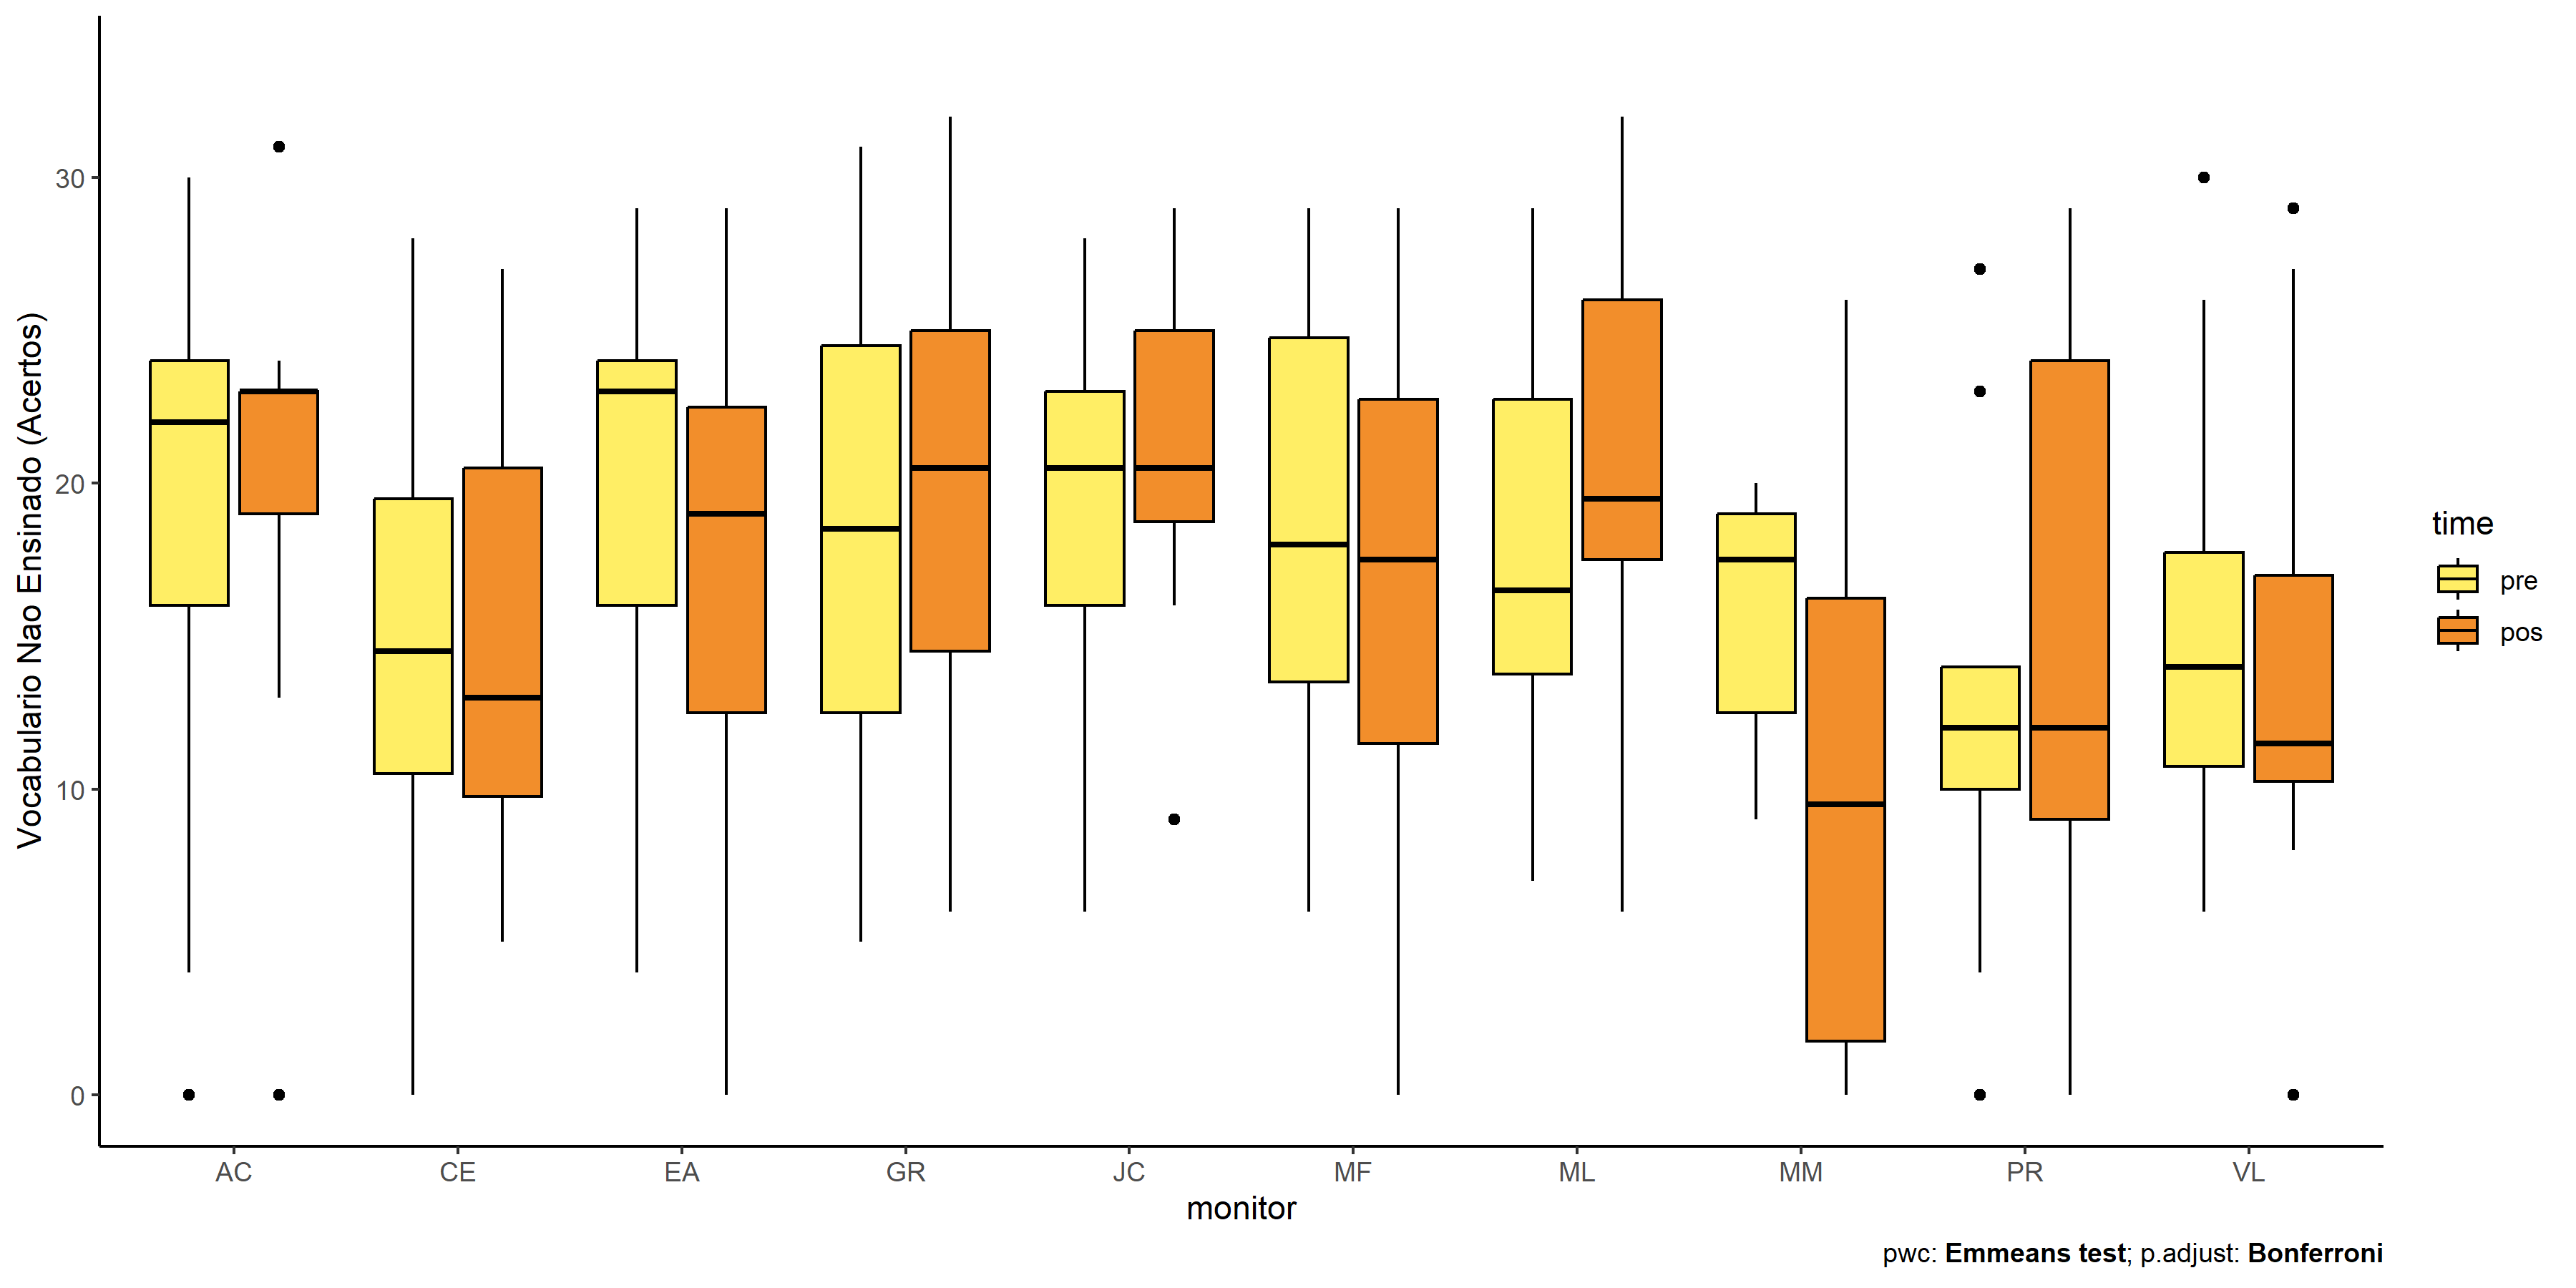 Vocabulario Nao Ensinado (Acertos)
30
20
10
0
AC CE EA GR JC MF ML MM PR VL
monitor
time
pre
pos
pwc: Emmeans test; p.adjust: Bonferroni